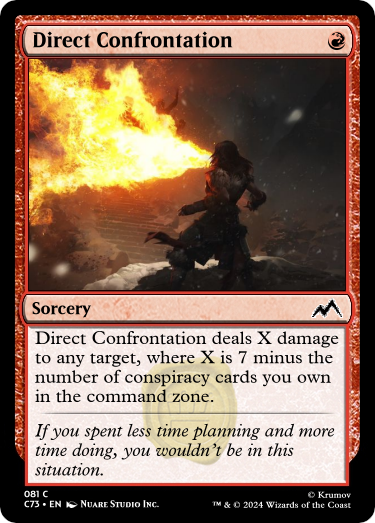 Direct Confrontation
Sorcery
Direct Confrontation deals X damage
to any target, where X is 7 minus the
number of conspiracy cards you own
in the command zone.
If you spent less time planning and more
time doing, you wouldn't be in this
situation.
081 C
© Krumov
C73 • EN Nuare Studio Inc.
™ & © 2024 Wizards of the Coast